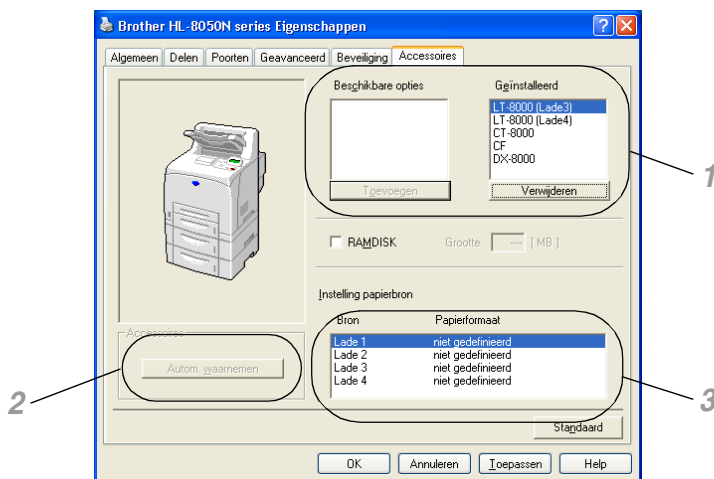 Brother HL-8050N series Eigenschappen
Algemeen Delen Poorten Geavanceerd Beveiliging Accessoires
Beschikbare opties Geïnstalleerd
LT-8000 (Lade3)
LT-8000 (Lade4)
CT-8000
CF
DX-8000
Toevoegen Verwijderen
1
RAMDISK Grootte --- [ MB ]
Instelling papierbron
Bron Papierformaat
Accessoires
Lade 1 niet gedefinieerd
Lade 2 niet gedefinieerd
Lade 3 niet gedefinieerd
Lade 4 niet gedefinieerd
Autom. waarnemen
2
3
Standaard
OK Annuleren Toepassen Help